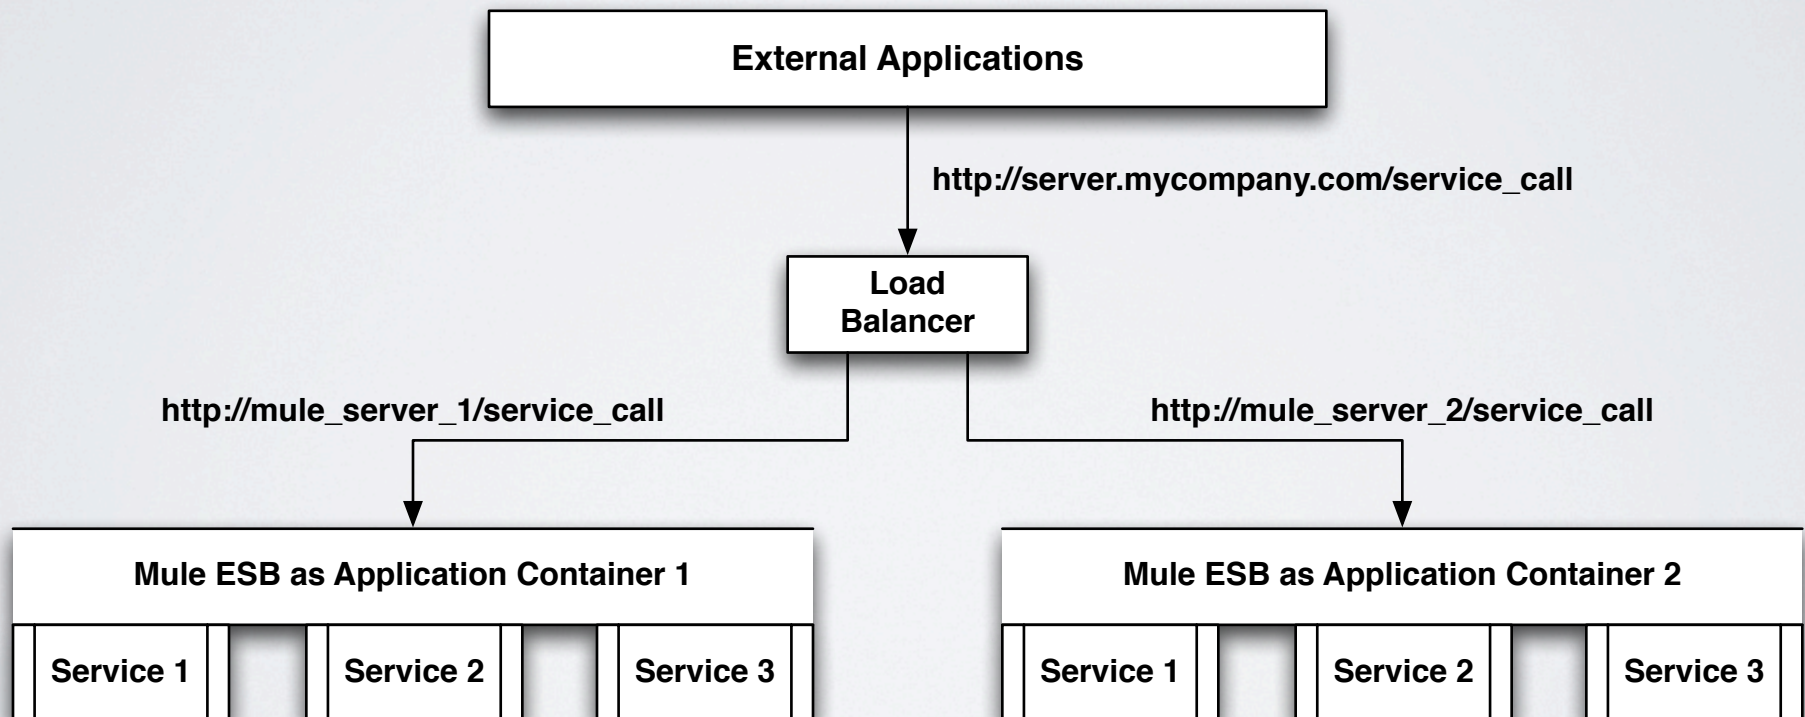 External Applications
http://server.mycompany.com/service_call
Load
Balancer
http://mule_server_1/service_call
http://mule_server_2/service_call
Mule ESB as Application Container 1
Mule ESB as Application Container 2
Service 1
Service 2
Service 3
Service 1
Service 2
Service 3